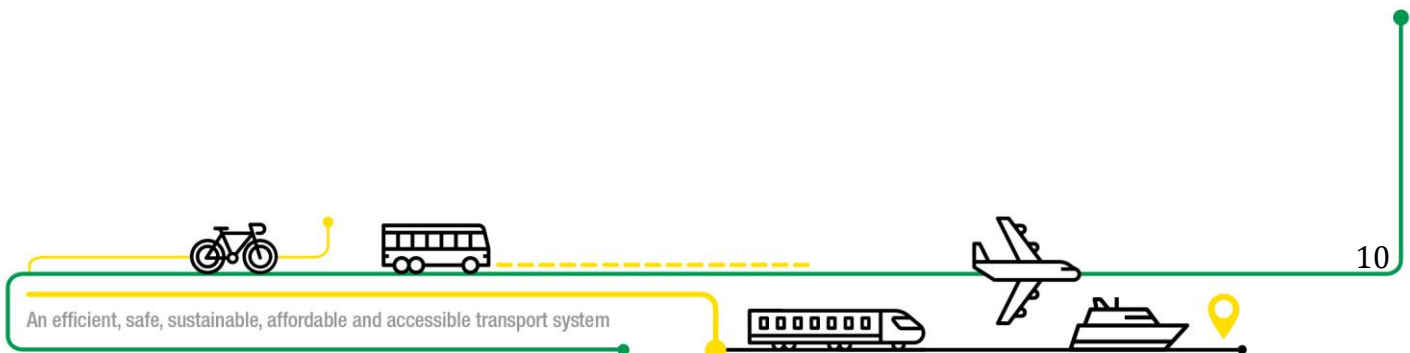 10
An efficient, safe, sustainable, affordable and accessible transport system